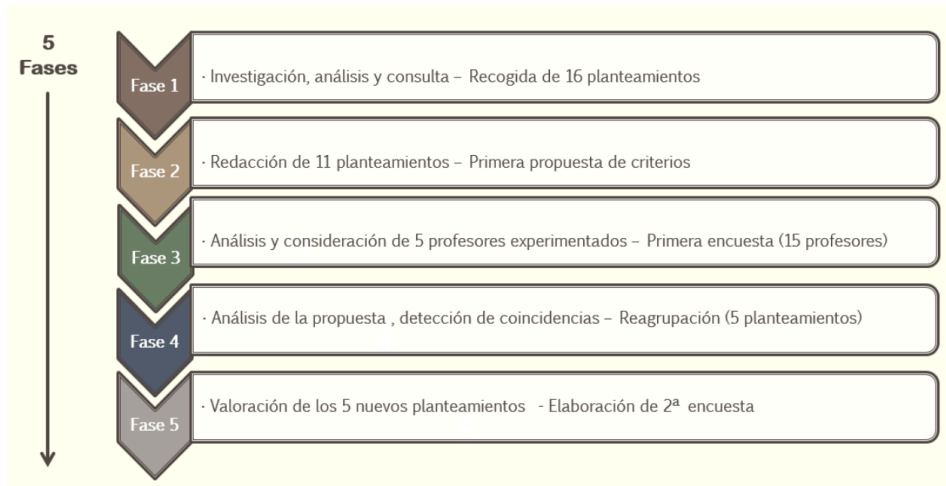 5
Fases
Fase 1
· Investigación, análisis y consulta – Recogida de 16 planteamientos
Fase 2
· Redacción de 11 planteamientos – Primera propuesta de criterios
Fase 3
· Análisis y consideración de 5 profesores experimentados – Primera encuesta (15 profesores)
Fase 4
· Análisis de la propuesta , detección de coincidencias – Reagrupación (5 planteamientos)
Fase 5
· Valoración de los 5 nuevos planteamientos - Elaboración de 2ª encuesta